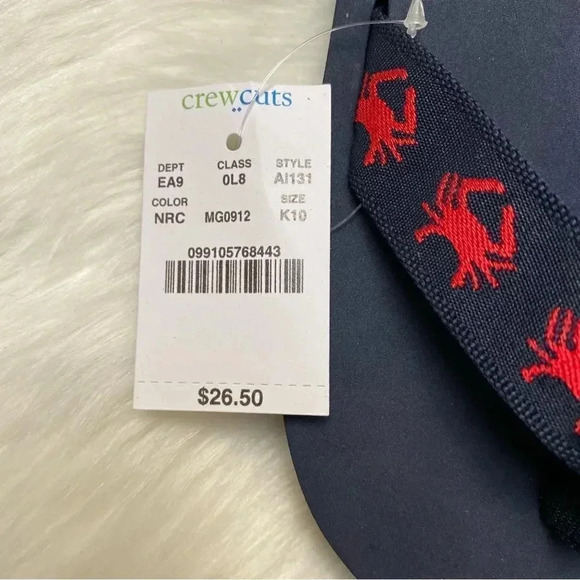 crewcuts
DEPT CLASS STYLE
EA9 0L8 AI131
COLOR SIZE
NRC MG0912 K10
099105768443
$26.50